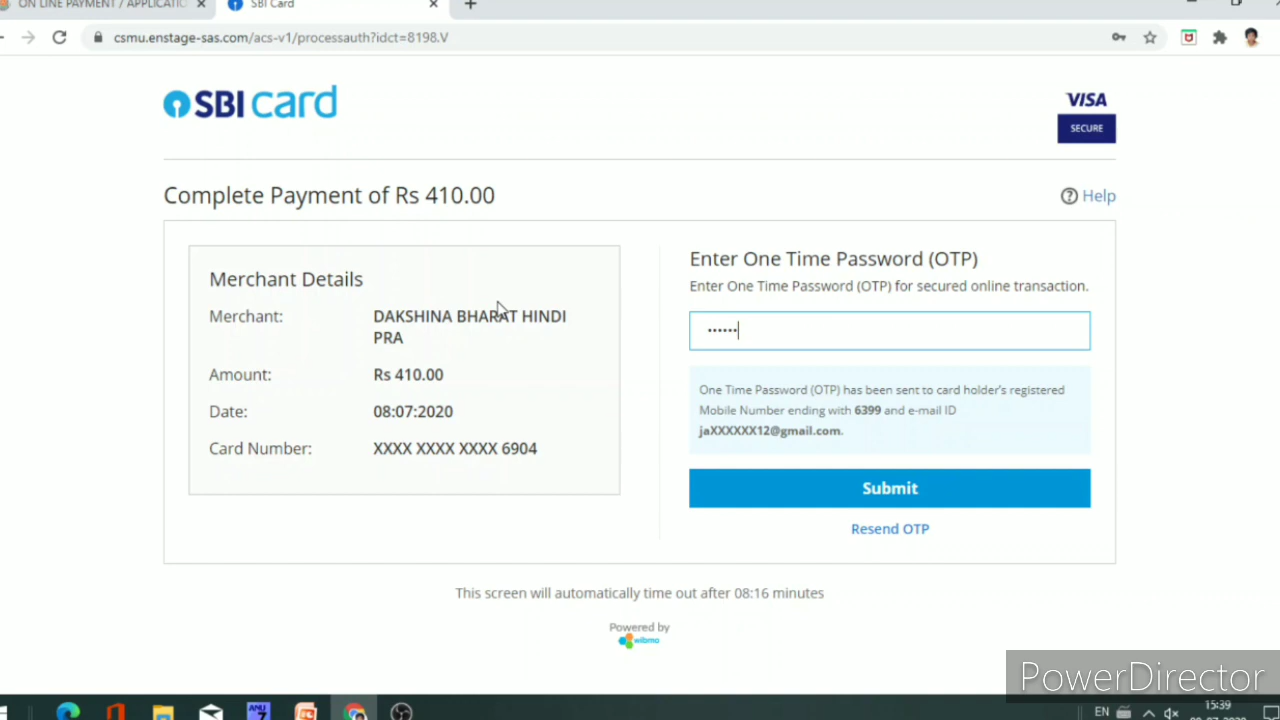 ON LINE PAYMENT / APPLICATIO
SBI Card
csmu.enstage-sas.com/acs-v1/processauth?idct=8198.V
SBI card
VISA
SECURE
Complete Payment of Rs 410.00
? Help
Merchant Details
Merchant: DAKSHINA BHARAT HINDI
PRA
Amount: Rs 410.00
Date: 08:07:2020
Card Number: XXXX XXXX XXXX 6904
Enter One Time Password (OTP)
Enter One Time Password (OTP) for secured online transaction.
••••••
One Time Password (OTP) has been sent to card holder's registered
Mobile Number ending with 6399 and e-mail ID
jaXXXXXX12@gmail.com.
Submit
Resend OTP
This screen will automatically time out after 08:16 minutes
Powered by
wibmo
PowerDirector
ANU
7
EN
15:39